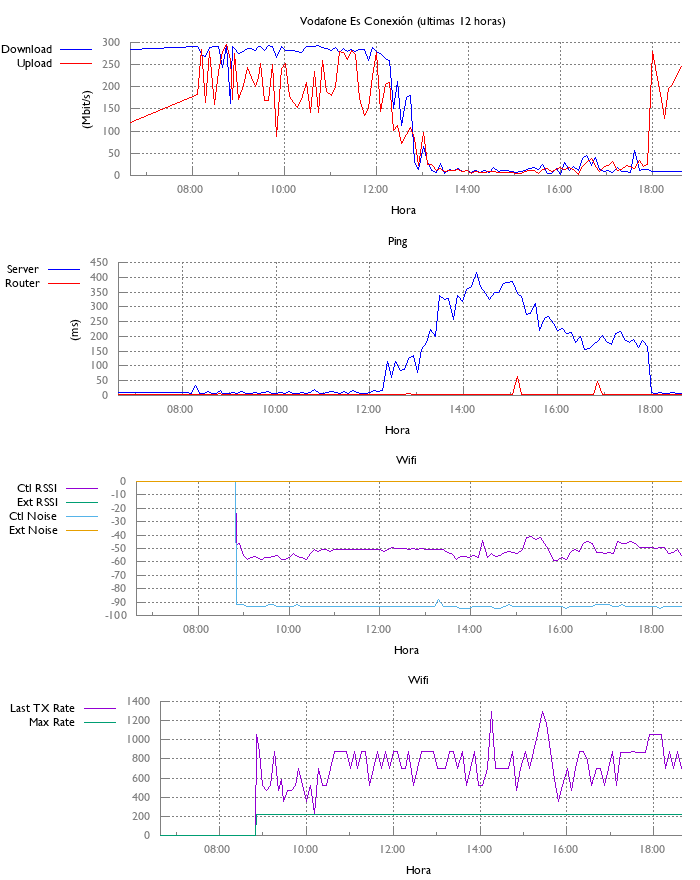 Vodafone Es Conexión (ultimas 12 horas)
Download
Upload
(Mbit/s)
300
250
200
150
100
50
0
08:00 10:00 12:00 14:00 16:00 18:00
Hora
Ping
Server
Router
(ms)
450
400
350
300
250
200
150
100
50
0
08:00 10:00 12:00 14:00 16:00 18:00
Hora
Wifi
Ctl RSSI
Ext RSSI
Ctl Noise
Ext Noise
0
-10
-20
-30
-40
-50
-60
-70
-80
-90
-100
08:00 10:00 12:00 14:00 16:00 18:00
Hora
Wifi
Last TX Rate
Max Rate
1400
1200
1000
800
600
400
200
0
08:00 10:00 12:00 14:00 16:00 18:00
Hora